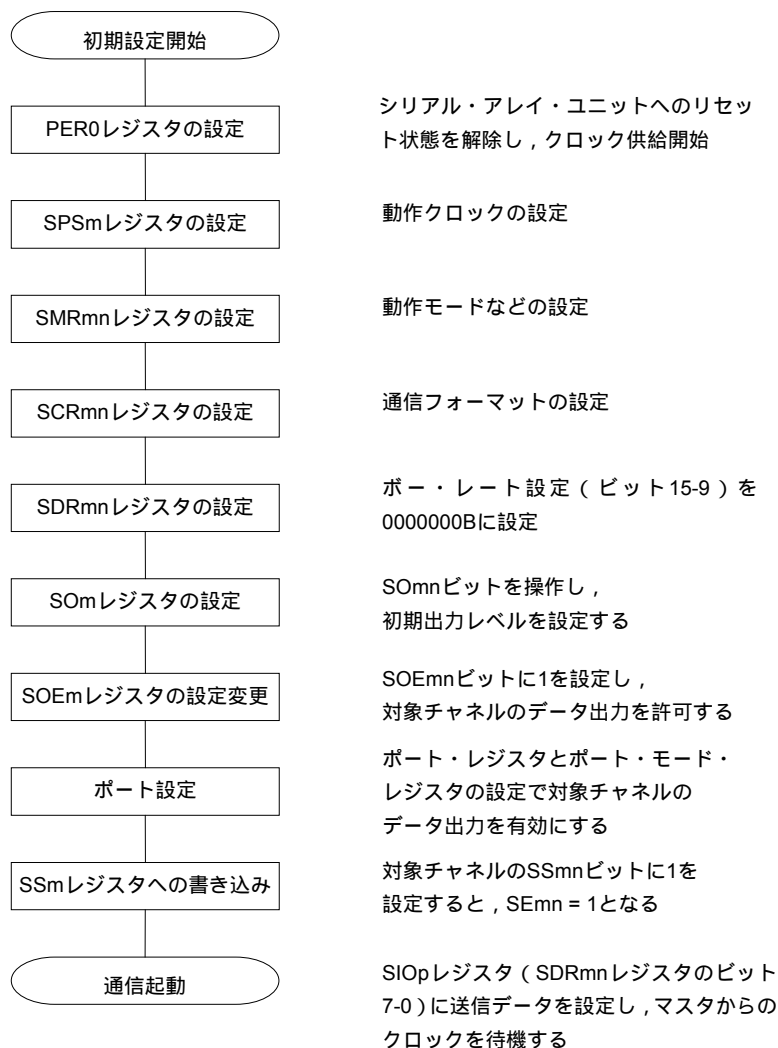 初期設定開始
PER0レジスタの設定
シリアル・アレイ・ユニットへのリセッ
ト状態を解除し，クロック供給開始
SPSmレジスタの設定
動作クロックの設定
SMRmnレジスタの設定
動作モードなどの設定
SCRmnレジスタの設定
通信フォーマットの設定
SDRmnレジスタの設定
ボー・レート設定（ビット15-9）を
0000000Bに設定
SOmレジスタの設定
SOmnビットを操作し，
初期出力レベルを設定する
SOEmレジスタの設定変更
SOEmnビットに1を設定し，
対象チャネルのデータ出力を許可する
ポート設定
ポート・レジスタとポート・モード・
レジスタの設定で対象チャネルの
データ出力を有効にする
SSmレジスタへの書き込み
対象チャネルのSSmnビットに1を
設定すると，SEmn = 1となる
通信起動
SIOpレジスタ（SDRmnレジスタのビット
7-0）に送信データを設定し，マスタからの
クロックを待機する